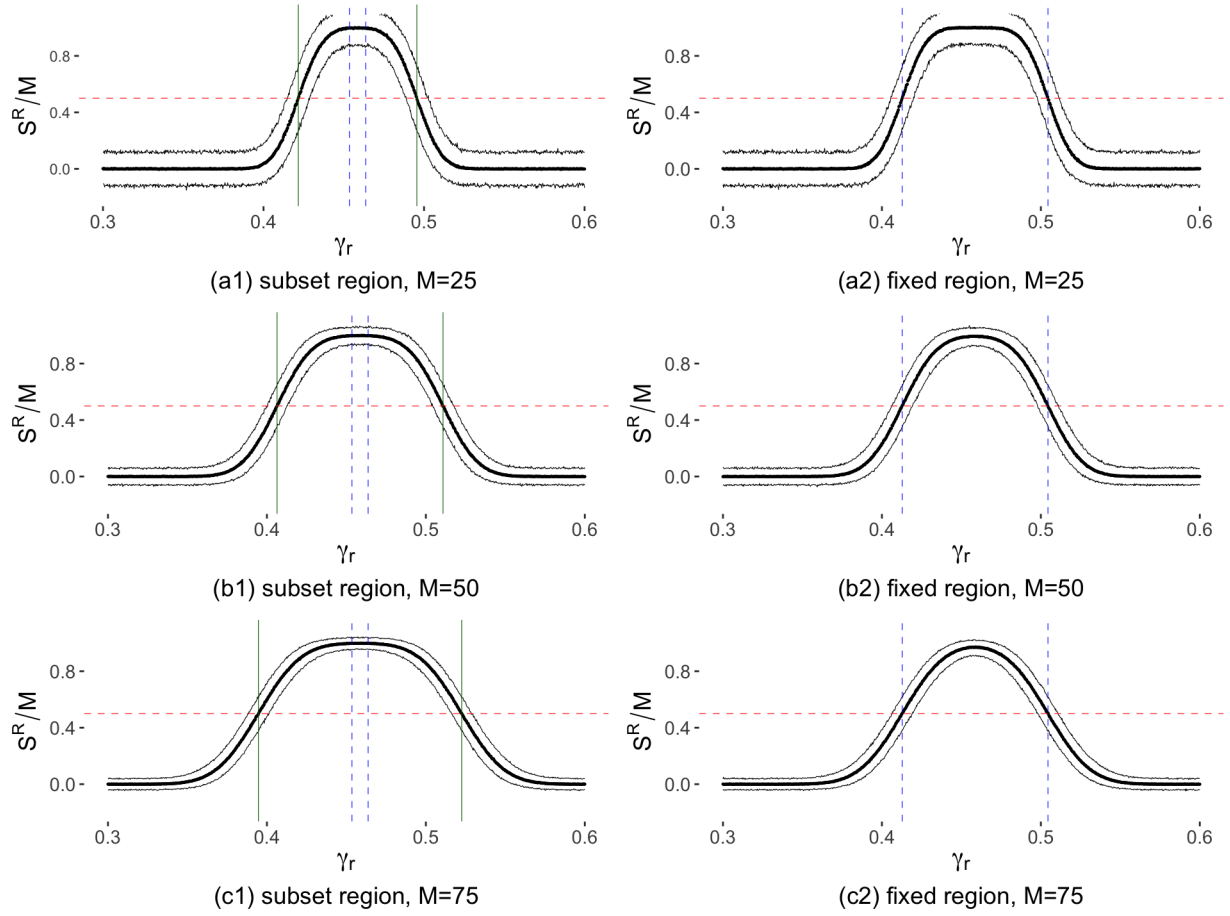 S^R/M
0.8
0.4
0.0
0.3 0.4 0.5 0.6
γ_r
(a1) subset region, M=25
S^R/M
0.8
0.4
0.0
0.3 0.4 0.5 0.6
γ_r
(a2) fixed region, M=25
S^R/M
0.8
0.4
0.0
0.3 0.4 0.5 0.6
γ_r
(b1) subset region, M=50
S^R/M
0.8
0.4
0.0
0.3 0.4 0.5 0.6
γ_r
(b2) fixed region, M=50
S^R/M
0.8
0.4
0.0
0.3 0.4 0.5 0.6
γ_r
(c1) subset region, M=75
S^R/M
0.8
0.4
0.0
0.3 0.4 0.5 0.6
γ_r
(c2) fixed region, M=75